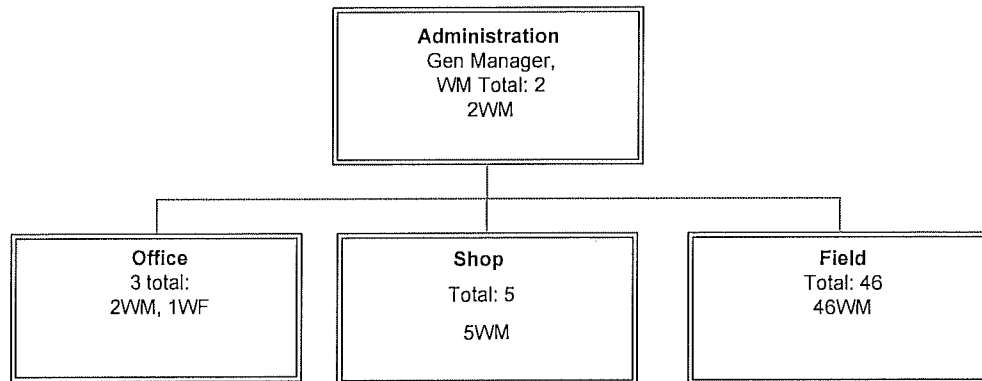 Administration
Gen Manager,
WM Total: 2
2WM
Office
3 total:
2WM, 1WF
Shop
Total: 5
5WM
Field
Total: 46
46WM